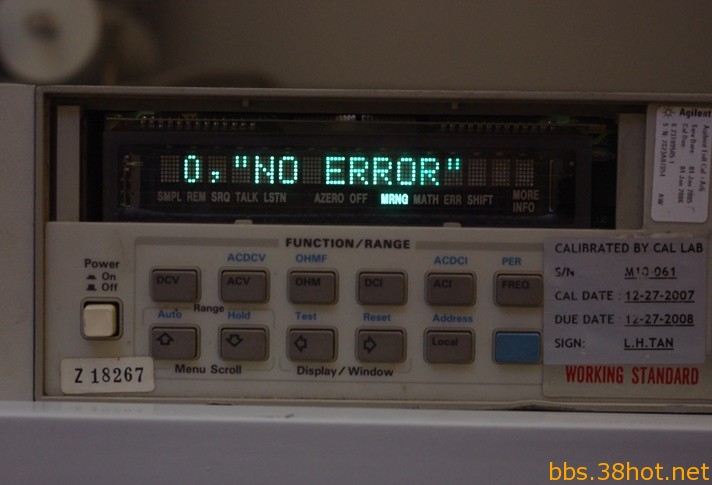 0,"NO ERROR"
SMPL REM SRQ TALK LSTN AZERO OFF MRNG MATH ERR SHIFT MORE INFO
Agilent
FUNCTION/RANGE
Power
On
Off
ACDCV OHMF ACDCI PER
DCV ACV OHM DCI ACI FREQ
Range
Auto Hold Test Reset Address
Local
Menu Scroll Display/Window
Z 18267
CALIBRATED BY CAL LAB
S/N M10-061
CAL DATE : 12-27-2007
DUE DATE : 12-27-2008
SIGN: L.H.TAN
WORKING STANDARD
bbs.38hot.net